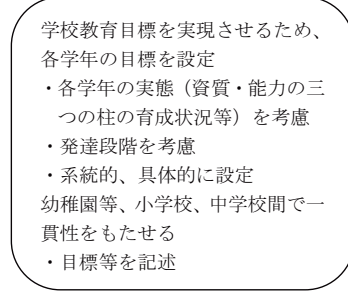 学校教育目標を実現させるため、
各学年の目標を設定
・各学年の実態（資質・能力の三
つの柱の育成状況等）を考慮
・発達段階を考慮
・系統的、具体的に設定
幼稚園等、小学校、中学校間で一
貫性をもたせる
・目標等を記述